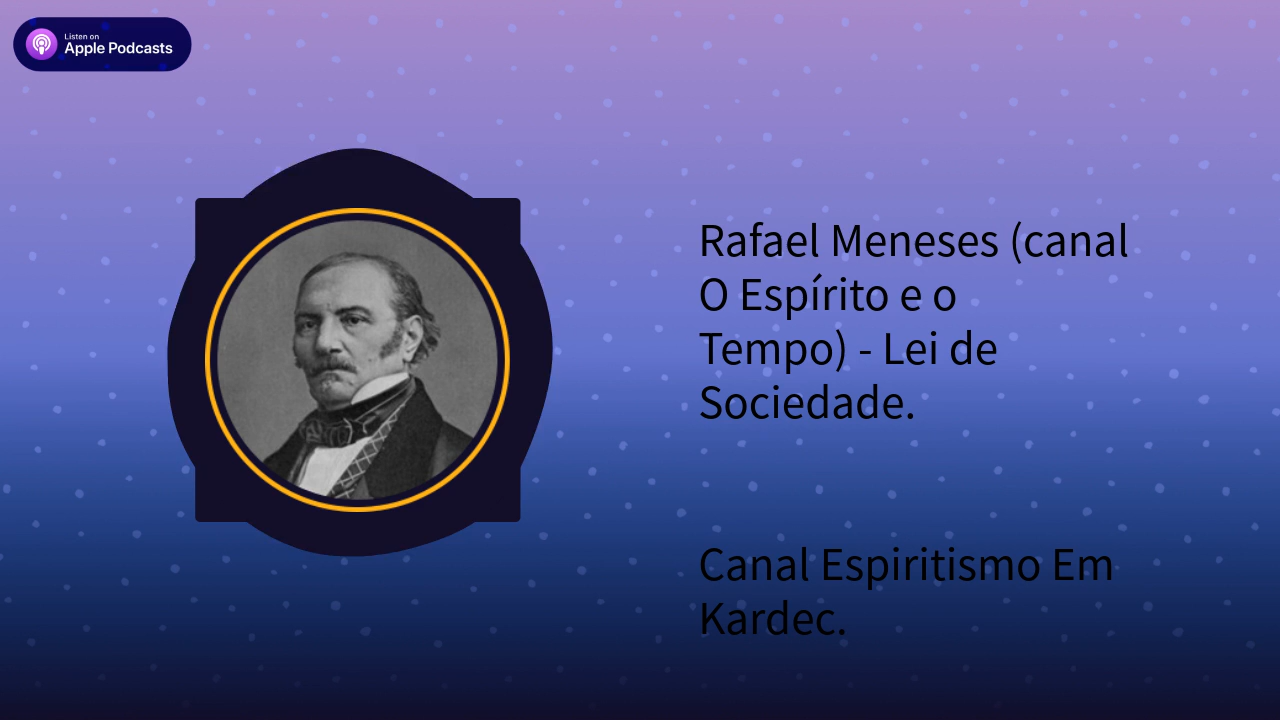 Listen on
Apple Podcasts
Rafael Meneses (canal
O Espírito e o
Tempo) - Lei de
Sociedade.
Canal Espiritismo Em
Kardec.